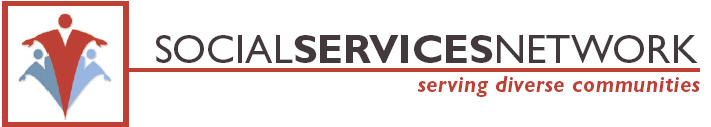 SOCIALSERVICESNETWORK
serving diverse communities